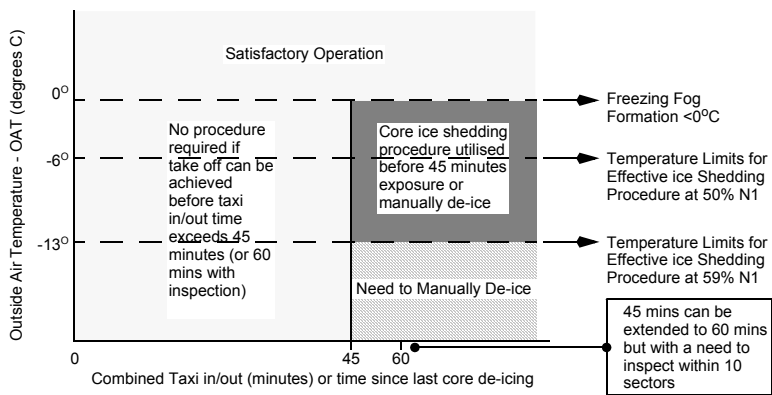 Satisfactory Operation
Outside Air Temperature - OAT (degrees C)
0°
-6°
-13°
No procedure
required if
take off can be
achieved
before taxi
in/out time
exceeds 45
minutes (or 60
mins with
inspection)
Core ice shedding
procedure utilised
before 45 minutes
exposure or
manually de-ice
Need to Manually De-ice
Freezing Fog
Formation <0°C
Temperature Limits for
Effective ice Shedding
Procedure at 50% N1
Temperature Limits for
Effective ice Shedding
Procedure at 59% N1
45 mins can be
extended to 60 mins
but with a need to
inspect within 10
sectors
0
45
60
Combined Taxi in/out (minutes) or time since last core de-icing